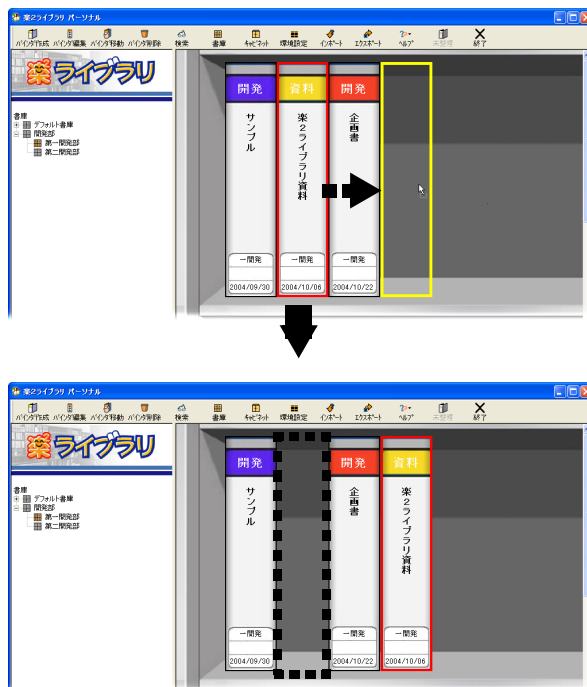 楽2ライブラリ パーソナル
バインダ作成 バインダ編集 バインダ移動 バインダ削除 検索 書庫 キャビネット 環境設定 インポート エクスポート ヘルプ 未整理 終了
楽ライブラリ
書庫
デフォルト書庫
開発部
第一開発部
第二開発部
開発
サンプル
一開発
2004/09/30
資料
楽2ライブラリ資料
一開発
2004/10/06
開発
企画書
一開発
2004/10/22
楽2ライブラリ パーソナル
バインダ作成 バインダ編集 バインダ移動 バインダ削除 検索 書庫 キャビネット 環境設定 インポート エクスポート ヘルプ 未整理 終了
楽ライブラリ
書庫
デフォルト書庫
開発部
第一開発部
第二開発部
開発
サンプル
一開発
2004/09/30
開発
企画書
一開発
2004/10/22
資料
楽2ライブラリ資料
一開発
2004/10/06